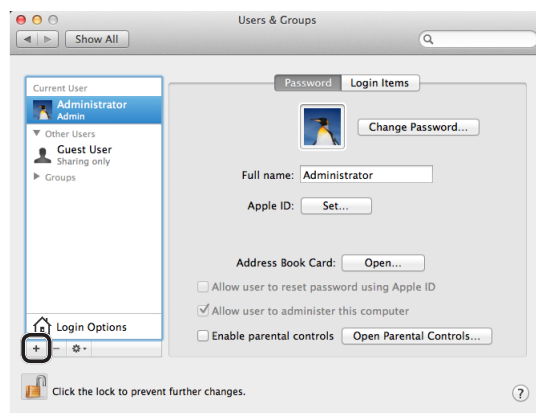 Users & Groups
Show All
Password Login Items
Current User
Administrator
Admin
Other Users
Guest User
Sharing only
Groups
Login Options
+ −
Change Password...
Full name: Administrator
Apple ID: Set...
Address Book Card: Open...
Allow user to reset password using Apple ID
Allow user to administer this computer
Enable parental controls Open Parental Controls...
Click the lock to prevent further changes.
?